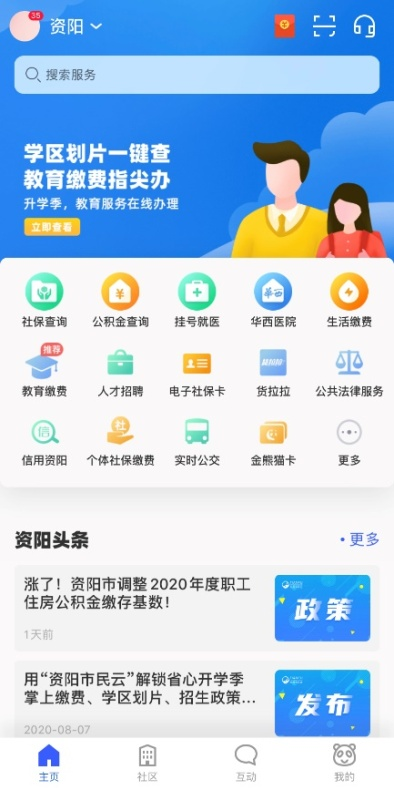 35
资阳
搜索服务
学区划片一键查
教育缴费指尖办
升学季，教育服务在线办理
立即查看
社保查询 公积金查询 挂号就医 华西医院 生活缴费
推荐
教育缴费 人才招聘 电子社保卡 货拉拉 公共法律服务
信
社
信用资阳 个体社保缴费 实时公交 金熊猫卡 更多
资阳头条
•更多
涨了！资阳市调整2020年度职工
住房公积金缴存基数！
1天前
政策
用“资阳市民云”解锁省心开学季
掌上缴费、学区划片、招生政策...
2020-08-07
发布
主页 社区 互动 我的